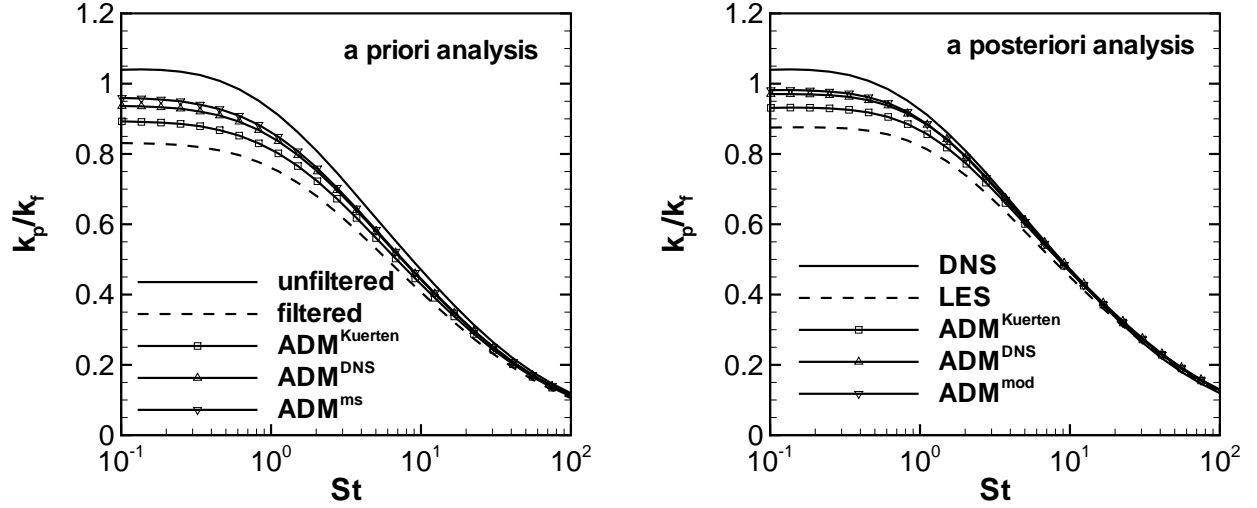 1.2
1
0.8
0.6
0.4
0.2
0
k_p/k_f
a priori analysis
unfiltered
filtered
ADM^Kuerten
ADM^DNS
ADM^ms
10^-1 10^0 10^1 10^2
St
1.2
1
0.8
0.6
0.4
0.2
0
k_p/k_f
a posteriori analysis
DNS
LES
ADM^Kuerten
ADM^DNS
ADM^mod
10^-1 10^0 10^1 10^2
St